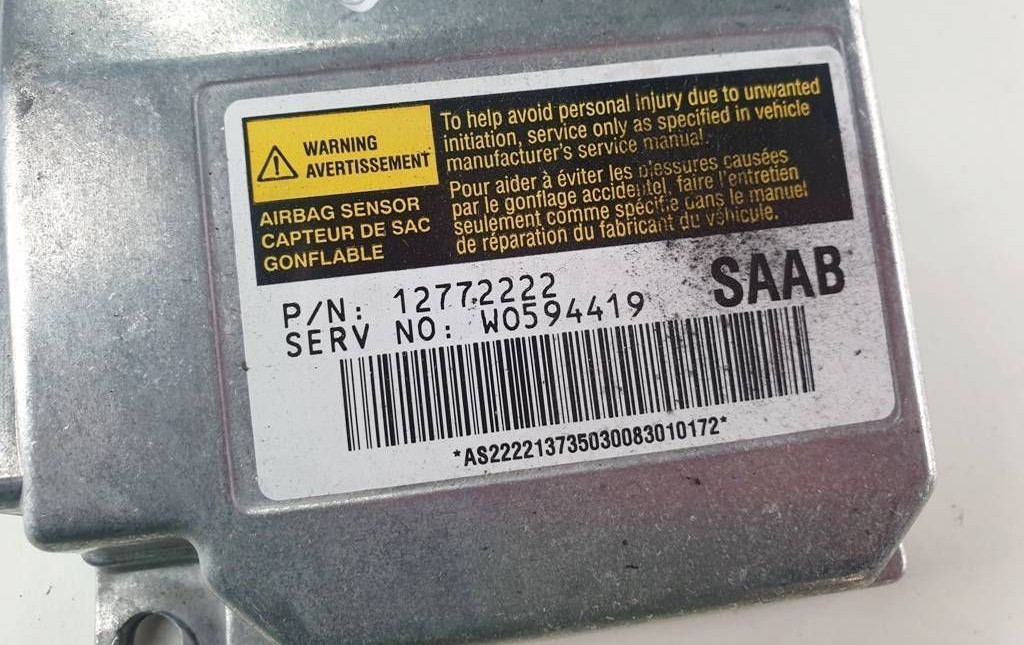 WARNING
AVERTISSEMENT
AIRBAG SENSOR
CAPTEUR DE SAC
GONFLABLE
To help avoid personal injury due to unwanted
initiation, service only as specified in vehicle
manufacturer's service manual.
Pour aider à éviter les blessures causées
par le gonflage accidentel, faire l'entretien
seulement comme spécifié dans le manuel
de réparation du fabricant du véhicule.
P/N: 12772222
SERV NO: W0594419
SAAB
*AS222213735030083010172*